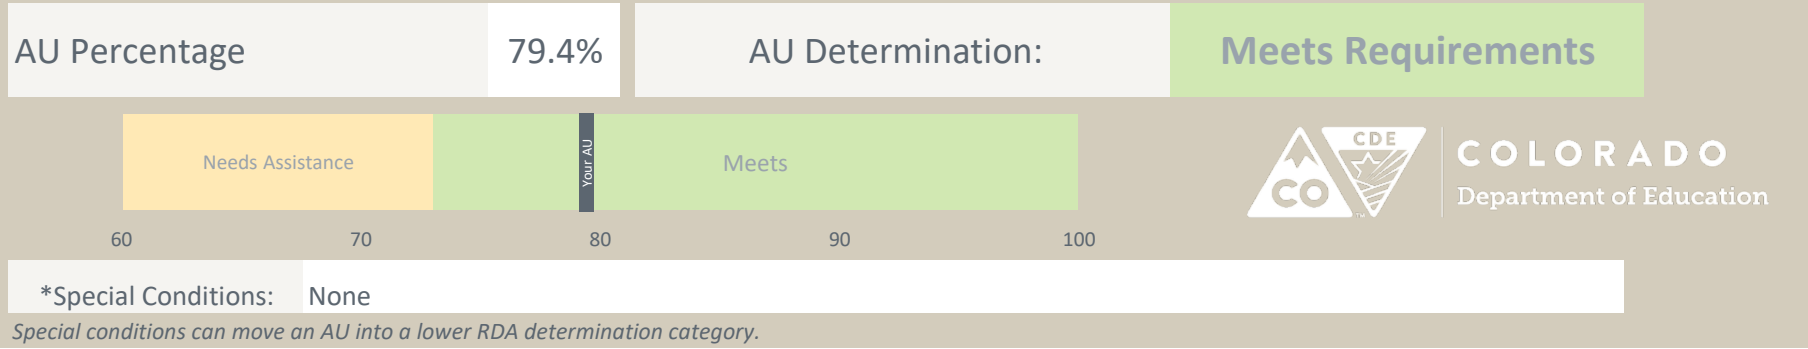 AU Percentage 79.4% AU Determination: Meets Requirements
Needs Assistance Your AU Meets
CDE
CO
™
COLORADO
Department of Education
60 70 80 90 100
*Special Conditions: None
Special conditions can move an AU into a lower RDA determination category.